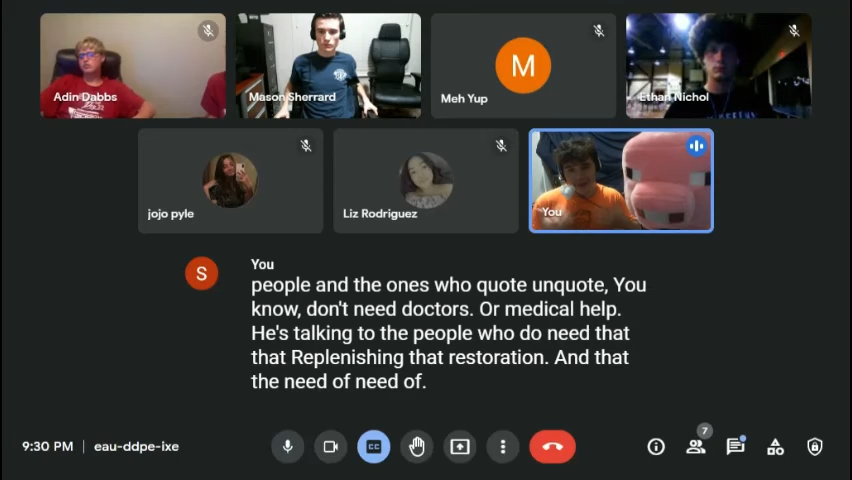 Adin Dabbs
Mason Sherrard
M
Meh Yup
Ethan Nichol
jojo pyle
Liz Rodriguez
You
S
You
people and the ones who quote unquote, You
know, don't need doctors. Or medical help.
He's talking to the people who do need that
that Replenishing that restoration. And that
the need of need of.
9:30 PM | eau-ddpe-ixe
CC
7